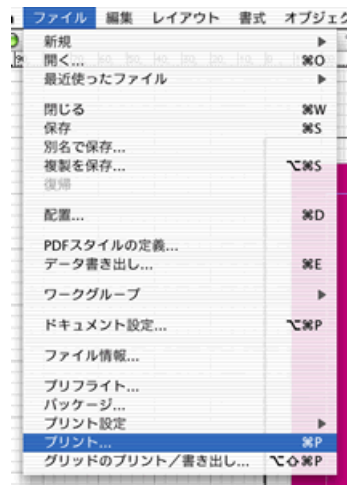 ファイル 編集 レイアウト 書式 オブジェク
新規 ▶
開く... ⌘O
最近使ったファイル ▶
閉じる ⌘W
保存 ⌘S
別名で保存...
複製を保存... ⌥⌘S
復帰
配置... ⌘D
PDFスタイルの定義...
データ書き出し... ⌘E
ワークグループ ▶
ドキュメント設定... ⌥⌘P
ファイル情報...
プリフライト...
パッケージ...
プリント設定 ▶
プリント... ⌘P
グリッドのプリント／書き出し... ⌥⇧⌘P